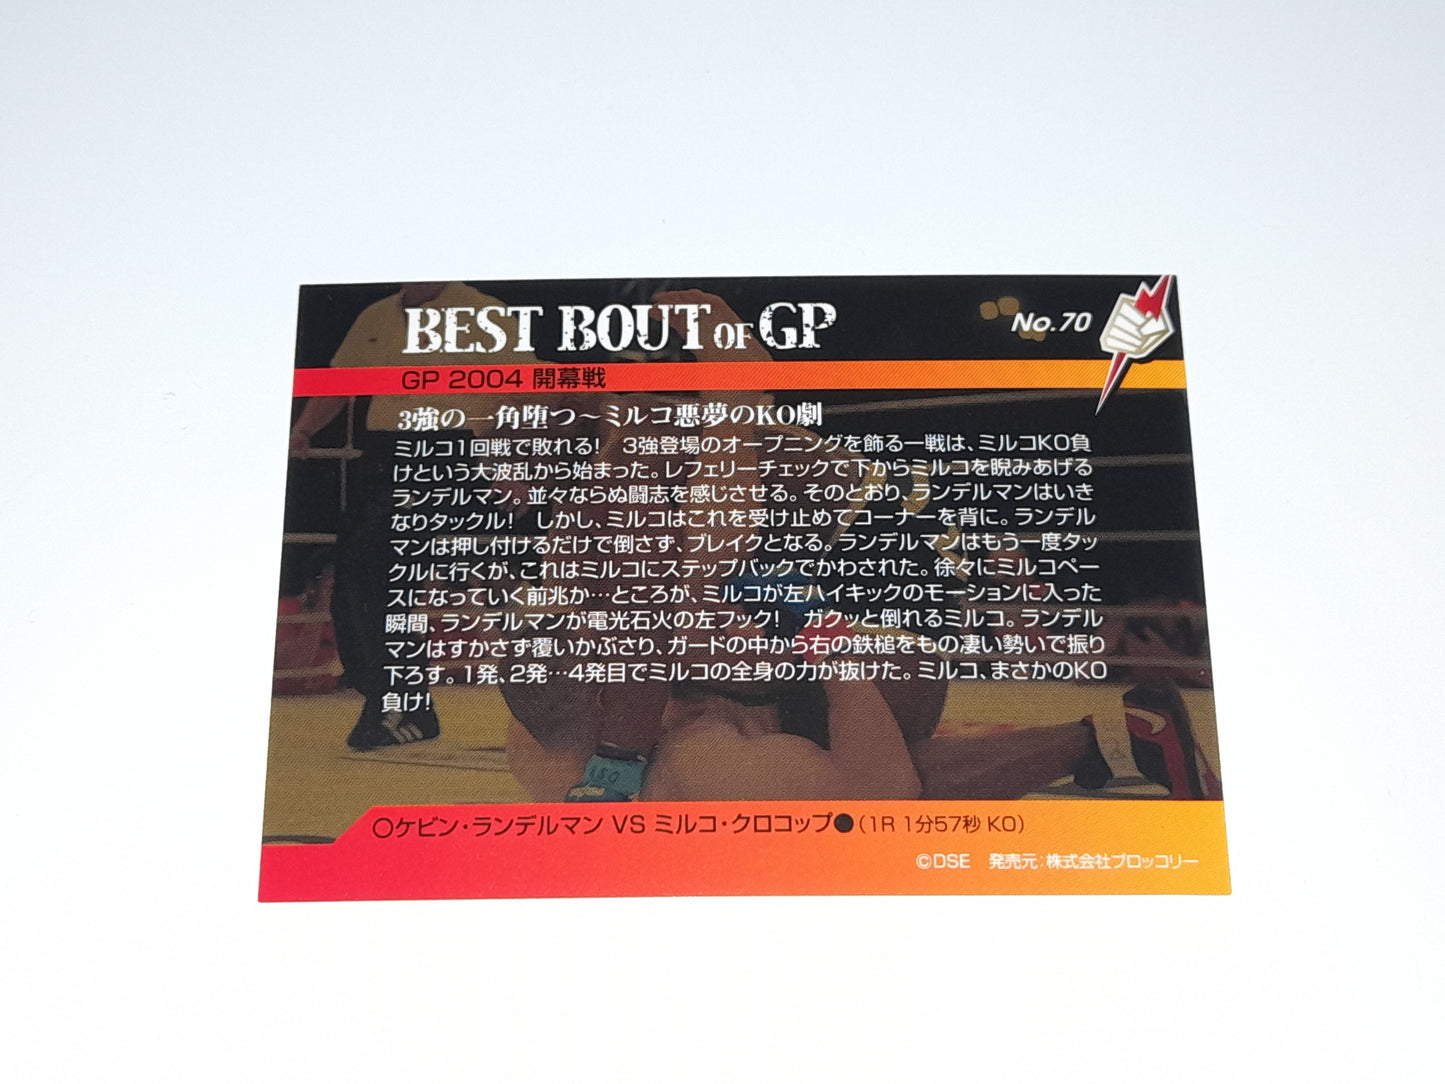 BEST BOUT OF GP
No.70
GP 2004 開幕戦
3強の一角堕つ～ミルコ悪夢のKO劇
ミルコ1回戦で敗れる！　3強登場のオープニングを飾る一戦は、ミルコKO負
けという大波乱から始まった。レフェリーチェックで下からミルコを睨みあげる
ランデルマン。並々ならぬ闘志を感じさせる。そのとおり、ランデルマンはいき
なりタックル！　しかし、ミルコはこれを受け止めてコーナーを背に。ランデル
マンは押し付けるだけで倒さず、ブレイクとなる。ランデルマンはもう一度タッ
クルに行くが、これはミルコにステップバックでかわされた。徐々にミルコペー
スになっていく前兆か…ところが、ミルコが左ハイキックのモーションに入った
瞬間、ランデルマンが電光石火の左フック！　ガクッと倒れるミルコ。ランデル
マンはすかさず覆いかぶさり、ガードの中から右の鉄槌をもの凄い勢いで振り
下ろす。1発、2発…4発目でミルコの全身の力が抜けた。ミルコ、まさかのKO
負け！
○ケビン・ランデルマン VS ミルコ・クロコップ●（1R 1分57秒 KO）
©DSE　発売元：株式会社ブロッコリー